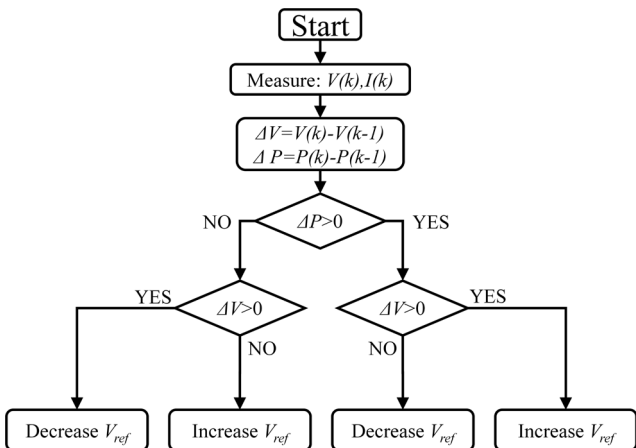 Start
Measure: V(k),I(k)
ΔV=V(k)-V(k-1)
Δ P=P(k)-P(k-1)
NO
ΔP>0
YES
YES
ΔV>0
ΔV>0
YES
NO
NO
Decrease Vref
Increase Vref
Decrease Vref
Increase Vref